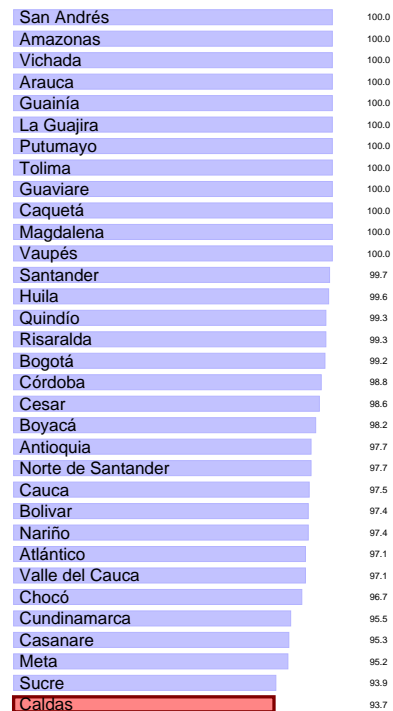 San Andrés 100.0
Amazonas 100.0
Vichada 100.0
Arauca 100.0
Guainía 100.0
La Guajira 100.0
Putumayo 100.0
Tolima 100.0
Guaviare 100.0
Caquetá 100.0
Magdalena 100.0
Vaupés 100.0
Santander 99.7
Huila 99.6
Quindío 99.3
Risaralda 99.3
Bogotá 99.2
Córdoba 98.8
Cesar 98.6
Boyacá 98.2
Antioquia 97.7
Norte de Santander 97.7
Cauca 97.5
Bolivar 97.4
Nariño 97.4
Atlántico 97.1
Valle del Cauca 97.1
Chocó 96.7
Cundinamarca 95.5
Casanare 95.3
Meta 95.2
Sucre 93.9
Caldas 93.7